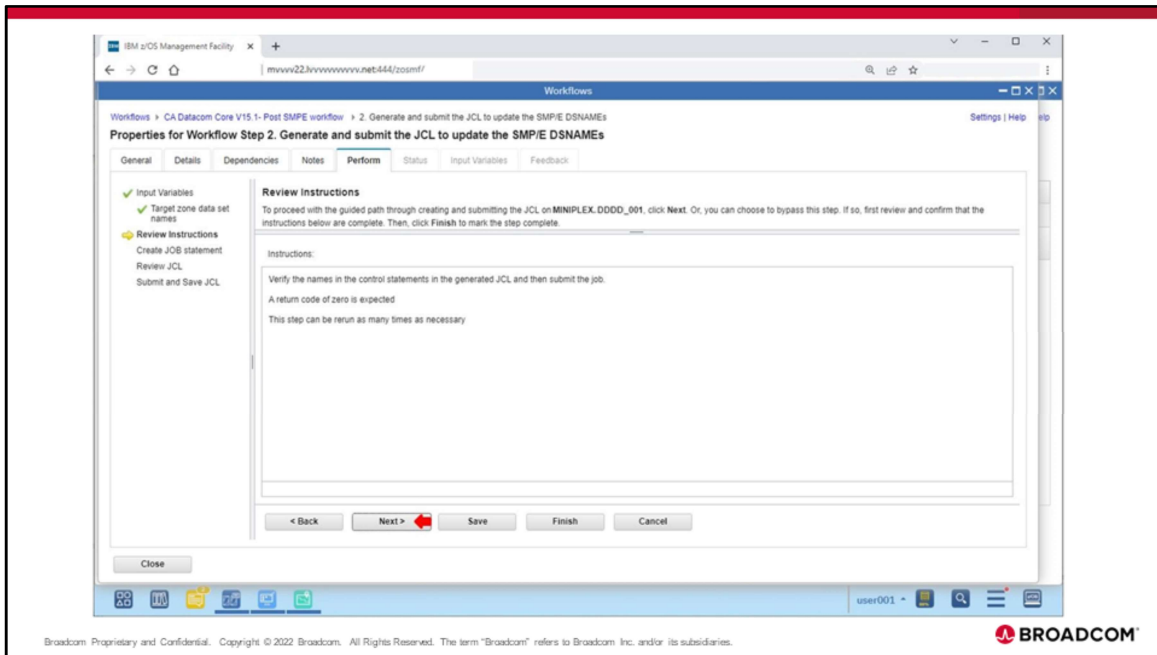 IBM z/OS Management Facility
Workflows
Workflows > CA Datacom Core V15.1- Post SMPE workflow > 2. Generate and submit the JCL to update the SMP/E DSNAMEs
Settings | Help
elp
Properties for Workflow Step 2. Generate and submit the JCL to update the SMP/E DSNAMEs
General Details Dependencies Notes Perform Status Input Variables Feedback
Input Variables
Target zone data set
names
Review Instructions
Create JOB statement
Review JCL
Submit and Save JCL
Review Instructions
To proceed with the guided path through creating and submitting the JCL on MINIPLEX.DDDD_001, click Next. Or, you can choose to bypass this step. If so, first review and confirm that the
instructions below are complete. Then, click Finish to mark the step complete.
Instructions:
Verify the names in the control statements in the generated JCL and then submit the job.
A return code of zero is expected
This step can be rerun as many times as necessary
< Back Next > Save Finish Cancel
Close
user001
Broadcom Proprietary and Confidential. Copyright © 2022 Broadcom. All Rights Reserved. The term "Broadcom" refers to Broadcom Inc. and/or its subsidiaries.
BROADCOM